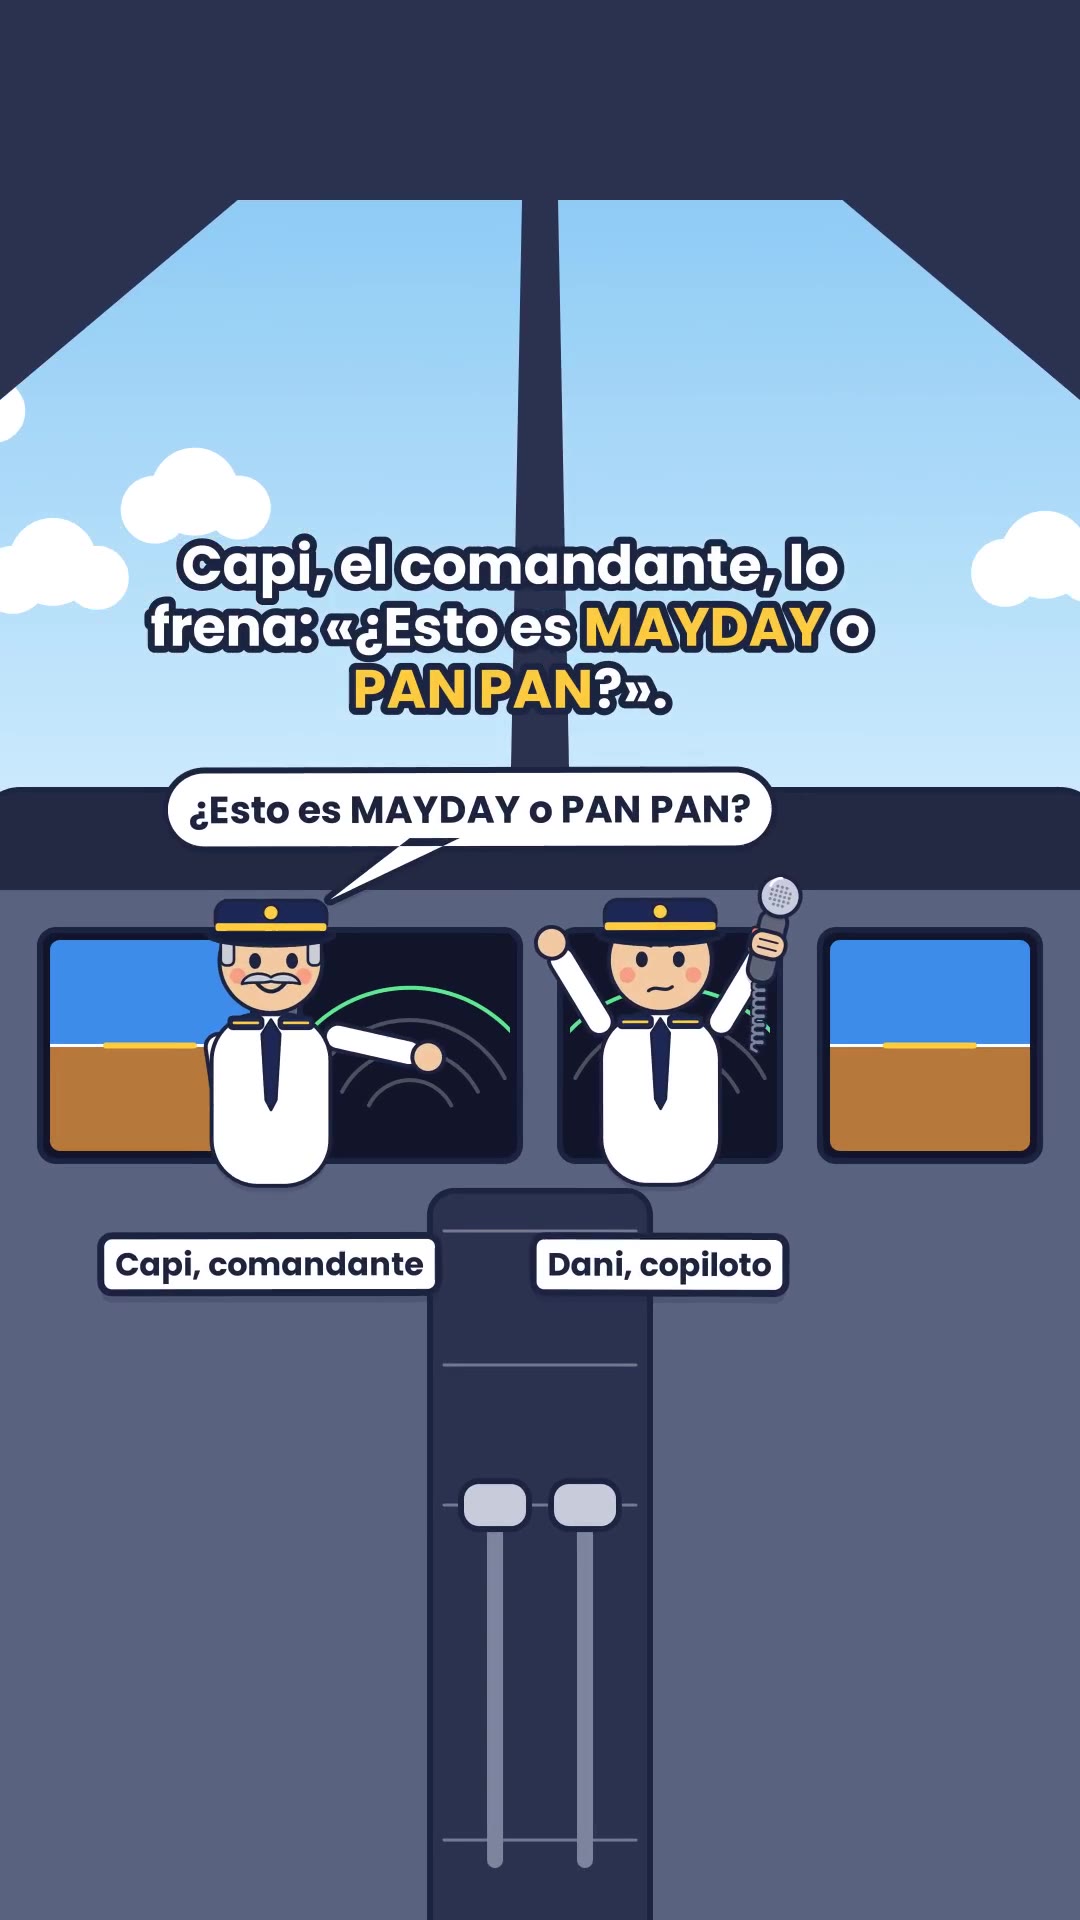 Capi, el comandante, lo
frena: «¿Esto es MAYDAY o
PAN PAN?».
¿Esto es MAYDAY o PAN PAN?
Capi, comandante
Dani, copiloto